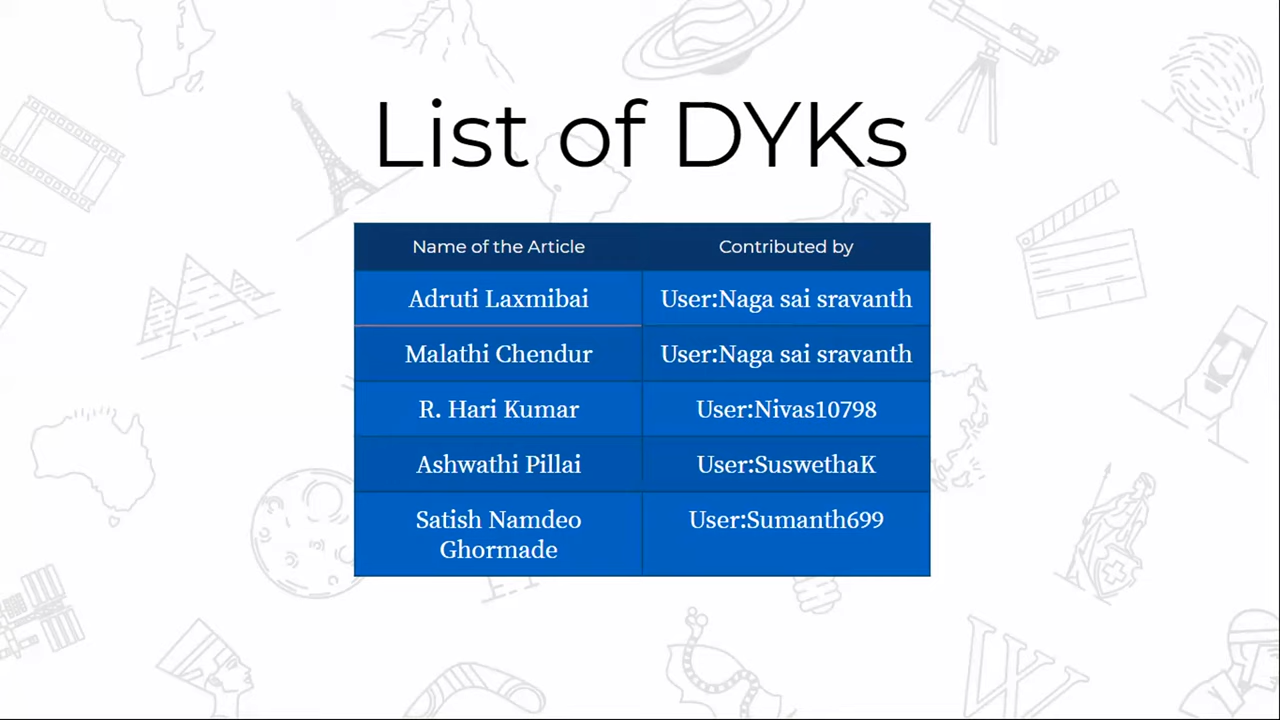 List of DYKs
Name of the Article Contributed by
Adruti Laxmibai User:Naga sai sravanth
Malathi Chendur User:Naga sai sravanth
R. Hari Kumar User:Nivas10798
Ashwathi Pillai User:SuswethaK
Satish Namdeo User:Sumanth699
Ghormade